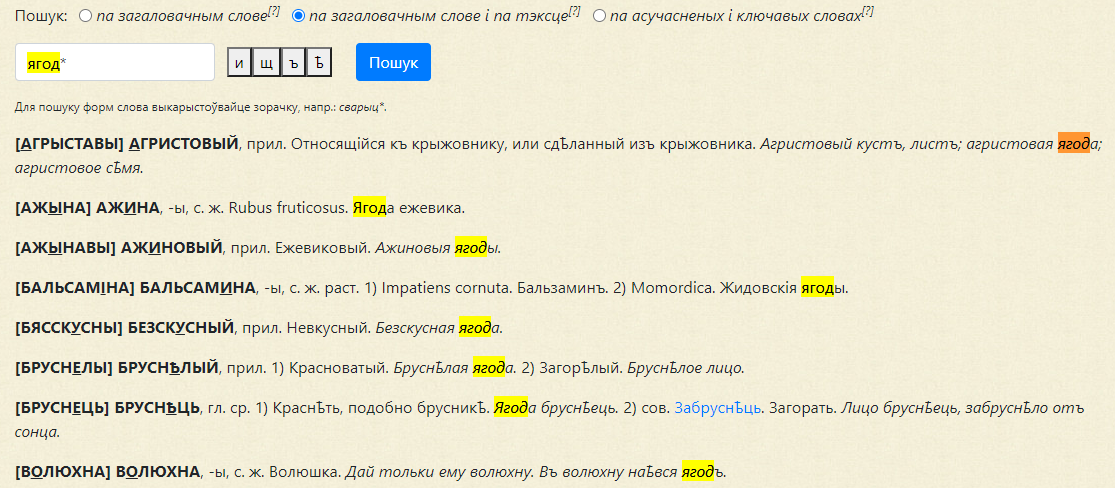 Пошук: па загаловачным слове[?] па загаловачным слове і па тэксце[?] па асучасненых і ключавых словах[?]
ягод* и щ ъ ѣ Пошук
Для пошуку форм слова выкарыстоўвайце зорачку, напр.: сварыц*.
[АГРЫСТАВЫ] АГРИСТОВЫЙ, прил. Относящійся къ крыжовнику, или сдѣланный изъ крыжовника. Агристовый кустъ, листъ; агристовая ягода;
агристовое сѣмя.
[АЖЫНА] АЖИНА, -ы, с. ж. Rubus fruticosus. Ягода ежевика.
[АЖЫНАВЫ] АЖИНОВЫЙ, прил. Ежевиковый. Ажиновыя ягоды.
[БАЛЬСАМІНА] БАЛЬСАМИНА, -ы, с. ж. раст. 1) Impatiens cornuta. Бальзаминъ. 2) Momordica. Жидовскія ягоды.
[БЯССКУСНЫ] БЕЗСКУСНЫЙ, прил. Невкусный. Безскусная ягода.
[БРУСНЕЛЫ] БРУСНѢЛЫЙ, прил. 1) Красноватый. Бруснѣлая ягода. 2) Загорѣлый. Бруснѣлое лицо.
[БРУСНЕЦЬ] БРУСНѢЦЬ, гл. ср. 1) Краснѣть, подобно брусникѣ. Ягода бруснѣець. 2) сов. Забруснѣць. Загорать. Лицо бруснѣець, забруснѣло отъ
сонца.
[ВОЛЮХНА] ВОЛЮХНА, -ы, с. ж. Волюшка. Дай только ему волюхну. Въ волюхну наѣвся ягодъ.